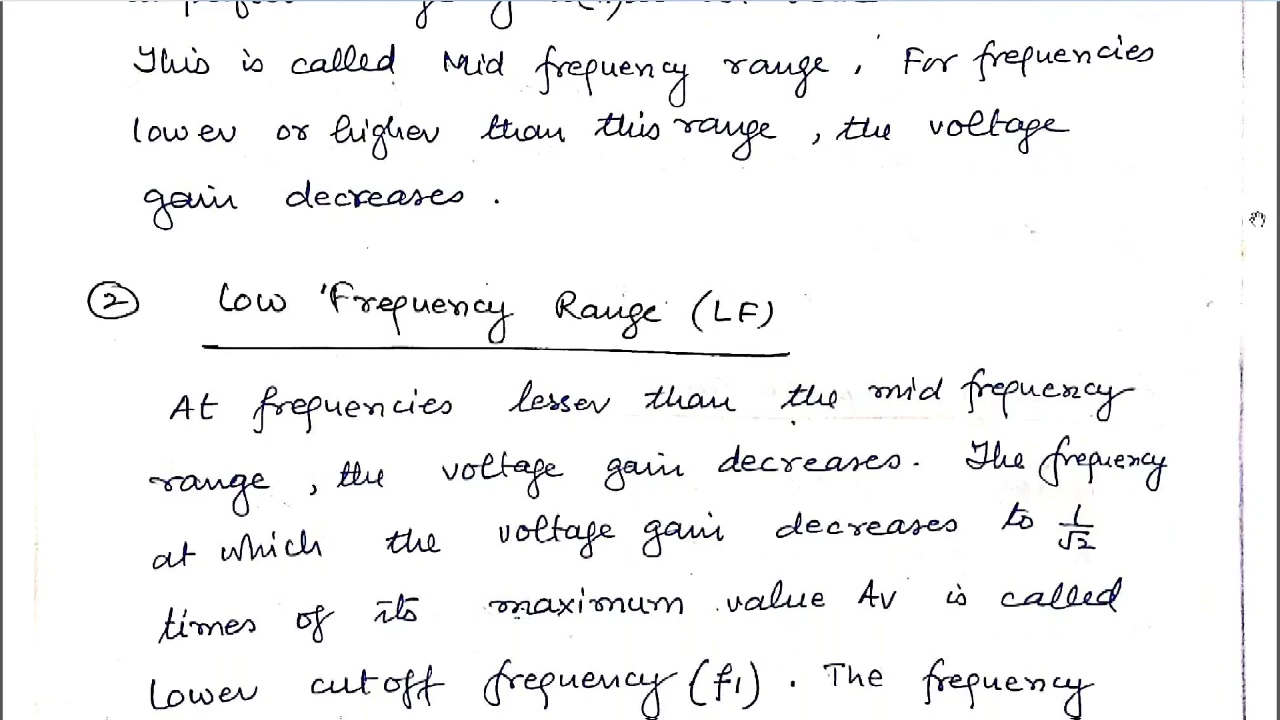 This is called Mid frequency range. For frequencies
lower or higher than this range, the voltage
gain decreases.
② Low Frequency Range (LF)
At frequencies lesser than the mid frequency
range, the voltage gain decreases. The frequency
at which the voltage gain decreases to 1/√2
times of its maximum value AV is called
Lower cut off frequency (f1). The frequency